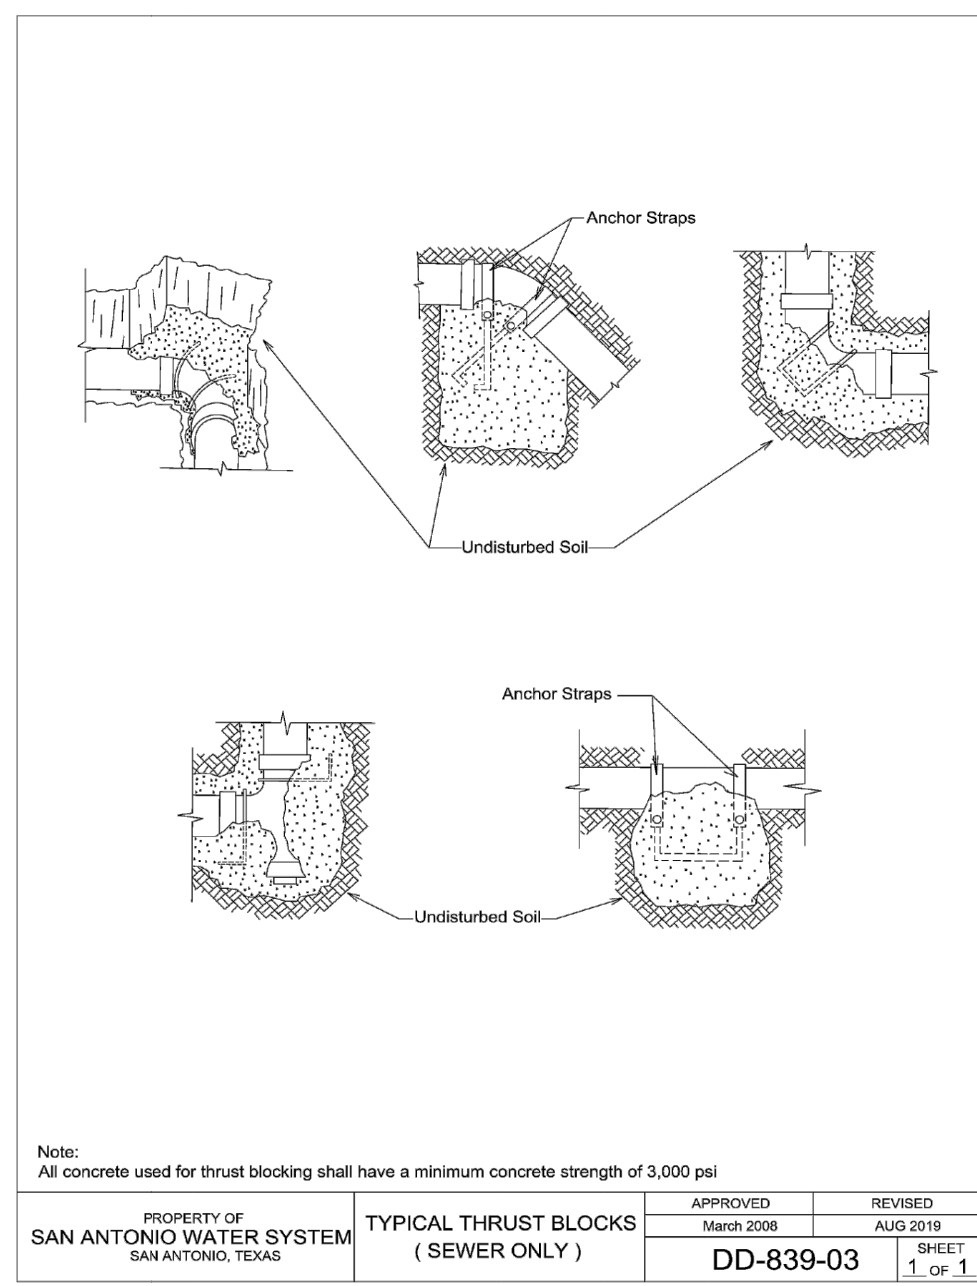 Anchor Straps
Undisturbed Soil
Anchor Straps
Undisturbed Soil
Note:
All concrete used for thrust blocking shall have a minimum concrete strength of 3,000 psi
PROPERTY OF
SAN ANTONIO WATER SYSTEM
SAN ANTONIO, TEXAS
TYPICAL THRUST BLOCKS
( SEWER ONLY )
APPROVED
March 2008
REVISED
AUG 2019
DD-839-03
SHEET
1 OF 1